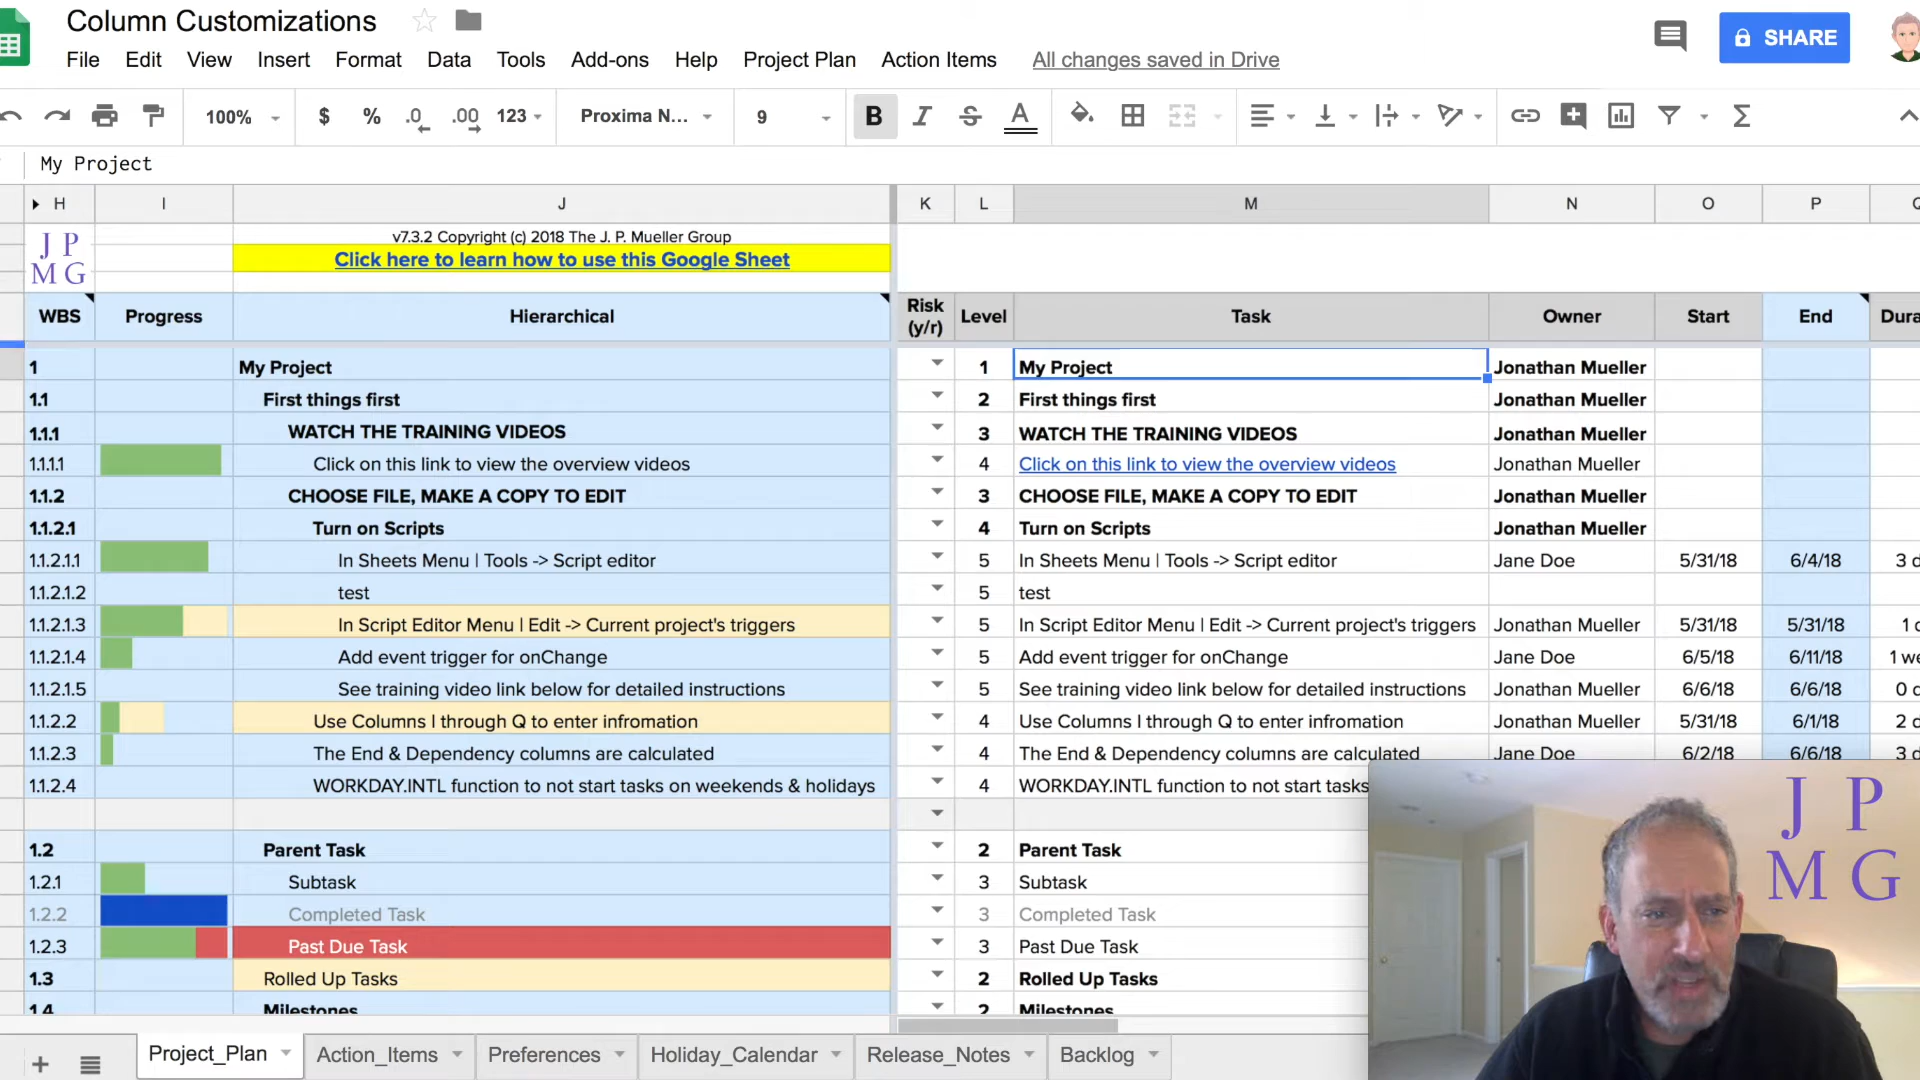 Column Customizations
File Edit View Insert Format Data Tools Add-ons Help Project Plan Action Items All changes saved in Drive
SHARE
100% $ % .0 .00 123 Proxima N... 9 B I S A
My Project
H I J K L M N O P
J P
M G
v7.3.2 Copyright (c) 2018 The J. P. Mueller Group
Click here to learn how to use this Google Sheet
WBS Progress Hierarchical Risk (y/r) Level Task Owner Start End Dura
1 My Project 1 My Project Jonathan Mueller
1.1 First things first 2 First things first Jonathan Mueller
1.1.1 WATCH THE TRAINING VIDEOS 3 WATCH THE TRAINING VIDEOS Jonathan Mueller
1.1.1.1 Click on this link to view the overview videos 4 Click on this link to view the overview videos Jonathan Mueller
1.1.2 CHOOSE FILE, MAKE A COPY TO EDIT 3 CHOOSE FILE, MAKE A COPY TO EDIT Jonathan Mueller
1.1.2.1 Turn on Scripts 4 Turn on Scripts Jonathan Mueller
1.1.2.1.1 In Sheets Menu | Tools -> Script editor 5 In Sheets Menu | Tools -> Script editor Jane Doe 5/31/18 6/4/18 3 d
1.1.2.1.2 test 5 test
1.1.2.1.3 In Script Editor Menu | Edit -> Current project's triggers 5 In Script Editor Menu | Edit -> Current project's triggers Jonathan Mueller 5/31/18 5/31/18 1 d
1.1.2.1.4 Add event trigger for onChange 5 Add event trigger for onChange Jane Doe 6/5/18 6/11/18 1 we
1.1.2.1.5 See training video link below for detailed instructions 5 See training video link below for detailed instructions Jonathan Mueller 6/6/18 6/6/18 0 d
1.1.2.2 Use Columns I through Q to enter infromation 4 Use Columns I through Q to enter infromation Jonathan Mueller 5/31/18 6/1/18 2 d
1.1.2.3 The End & Dependency columns are calculated 4 The End & Dependency columns are calculated Jane Doe 6/2/18 6/6/18 3 d
1.1.2.4 WORKDAY.INTL function to not start tasks on weekends & holidays 4 WORKDAY.INTL function to not start tasks
1.2 Parent Task 2 Parent Task
1.2.1 Subtask 3 Subtask
1.2.2 Completed Task 3 Completed Task
1.2.3 Past Due Task 3 Past Due Task
1.3 Rolled Up Tasks 2 Rolled Up Tasks
1.4 Milestones 2 Milestones
J P
M G
Project_Plan Action_Items Preferences Holiday_Calendar Release_Notes Backlog